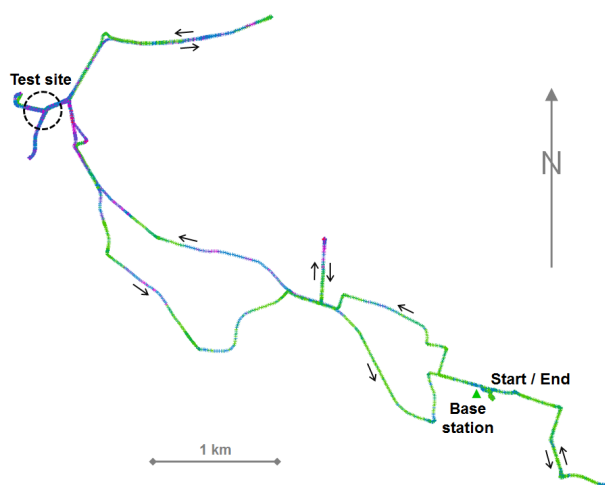 Test site
N
Start / End
Base
station
1 km